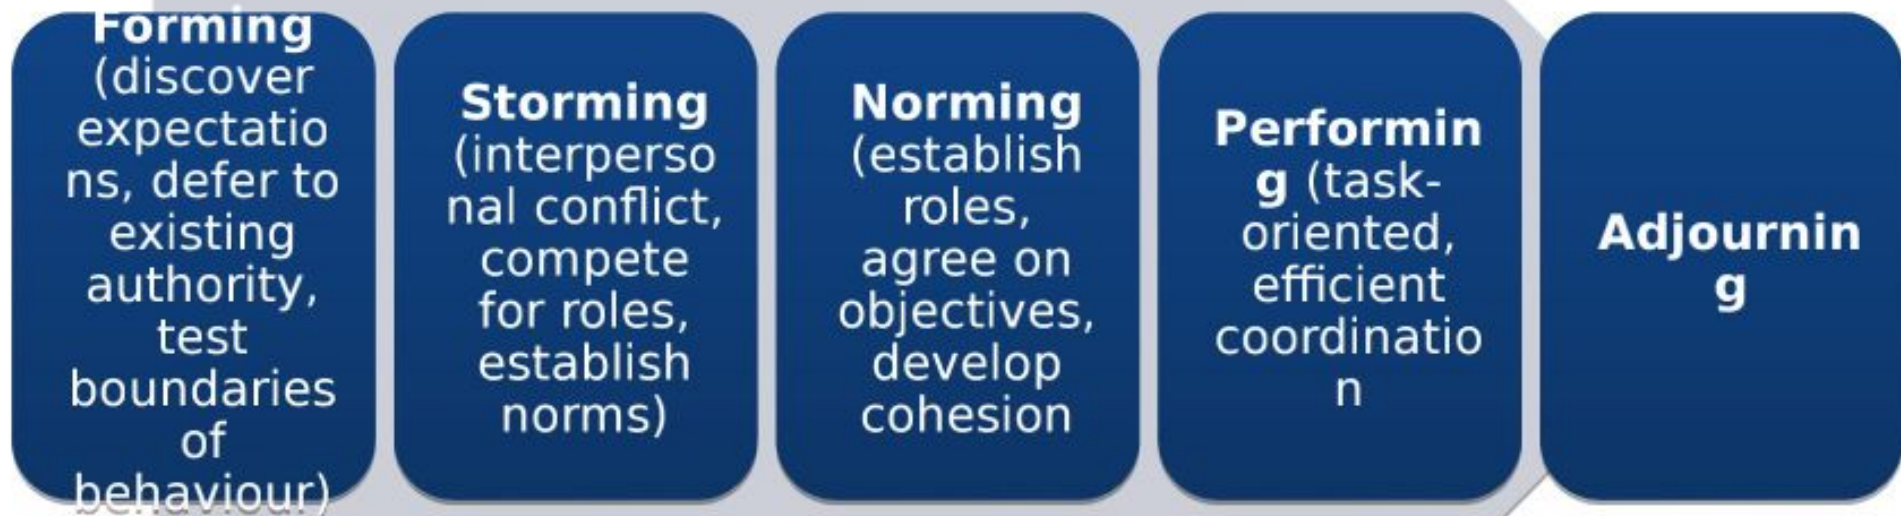 Forming
(discover
expectatio
ns, defer to
existing
authority,
test
boundaries
of
behaviour)
Storming
(interperso
nal conflict,
compete
for roles,
establish
norms)
Norming
(establish
roles,
agree on
objectives,
develop
cohesion
Performin
g (task-
oriented,
efficient
coordinatio
n
Adjournin
g